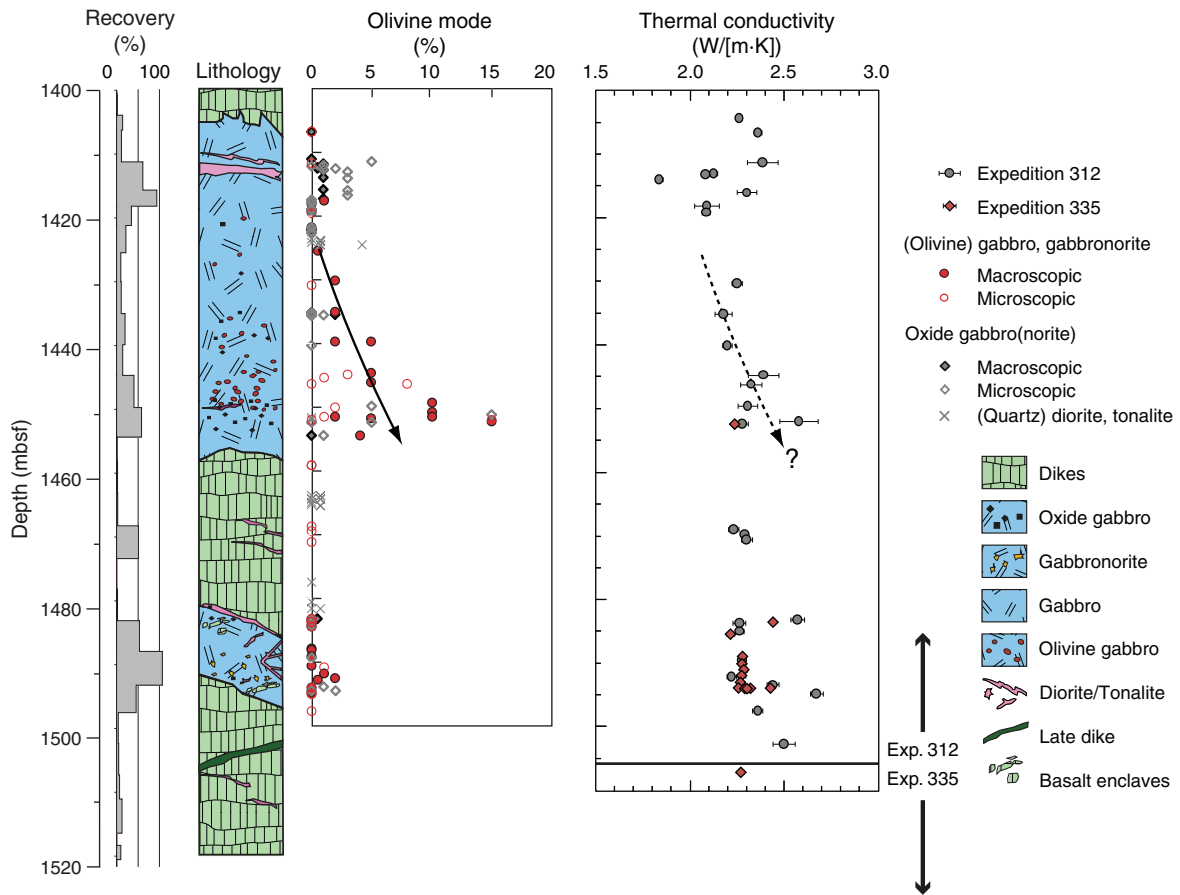 Recovery
(%)
0 100
Lithology
Olivine mode
(%)
0 5 10 15 20
Thermal conductivity
(W/[m·K])
1.5 2.0 2.5 3.0
Depth (mbsf)
1400
1420
1440
1460
1480
1500
1520
?
Exp. 312
Exp. 335
Expedition 312
Expedition 335
(Olivine) gabbro, gabbronorite
Macroscopic
Microscopic
Oxide gabbro(norite)
Macroscopic
Microscopic
(Quartz) diorite, tonalite
Dikes
Oxide gabbro
Gabbronorite
Gabbro
Olivine gabbro
Diorite/Tonalite
Late dike
Basalt enclaves